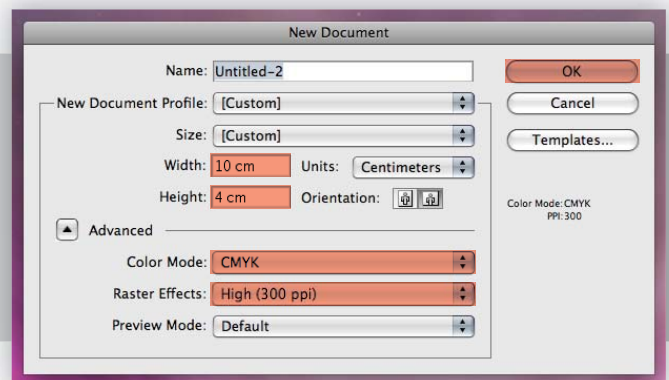 New Document
Name: Untitled-2
OK
New Document Profile: [Custom]
Cancel
Size: [Custom]
Templates...
Width: 10 cm Units: Centimeters
Height: 4 cm Orientation:
Color Mode: CMYK
PPI: 300
Advanced
Color Mode: CMYK
Raster Effects: High (300 ppi)
Preview Mode: Default